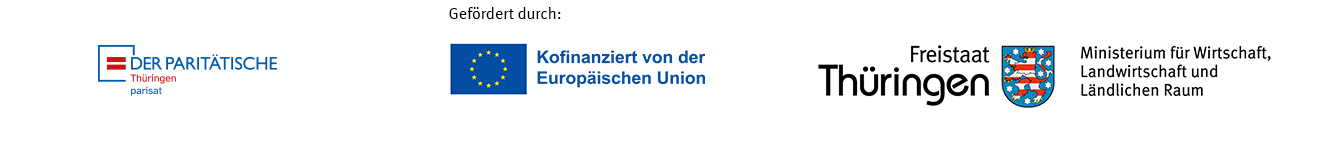 Gefördert durch:
DER PARITÄTISCHE
Thüringen
parisat
Kofinanziert von der
Europäischen Union
Freistaat
Thüringen
Ministerium für Wirtschaft,
Landwirtschaft und
Ländlichen Raum